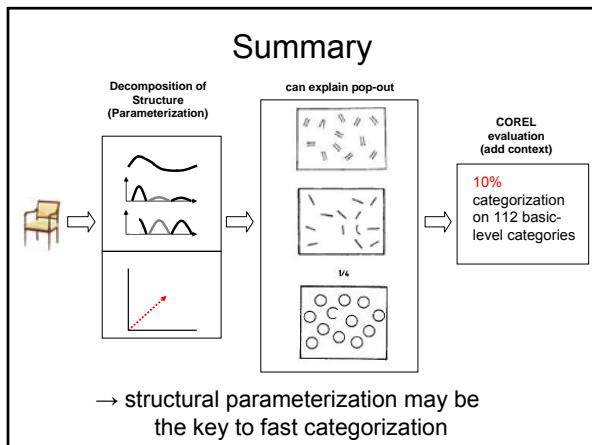 Summary
Decomposition of
Structure
(Parameterization)
can explain pop-out
1/4
COREL
evaluation
(add context)
10%
categorization
on 112 basic-
level categories
→ structural parameterization may be
the key to fast categorization